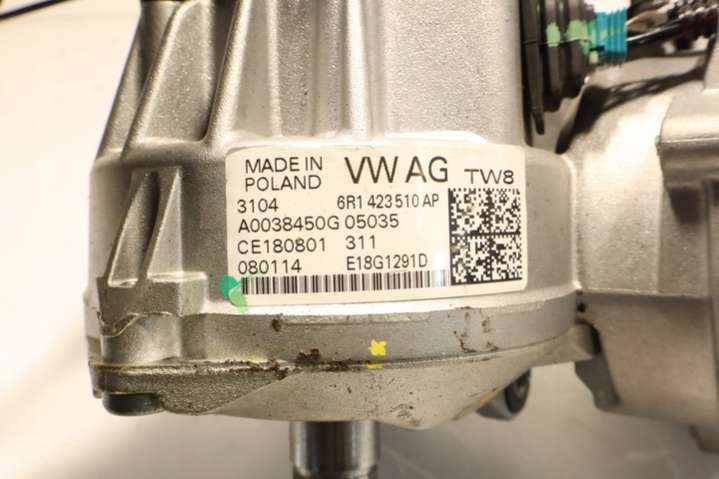 MADE IN
POLAND
VW AG
TW8
3104 6R1 423 510 AP
A0038450G 05035
CE180801 311
080114 E18G1291D